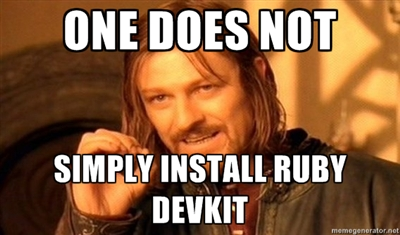 ONE DOES NOT
SIMPLY INSTALL RUBY
DEVKIT
memegenerator.net